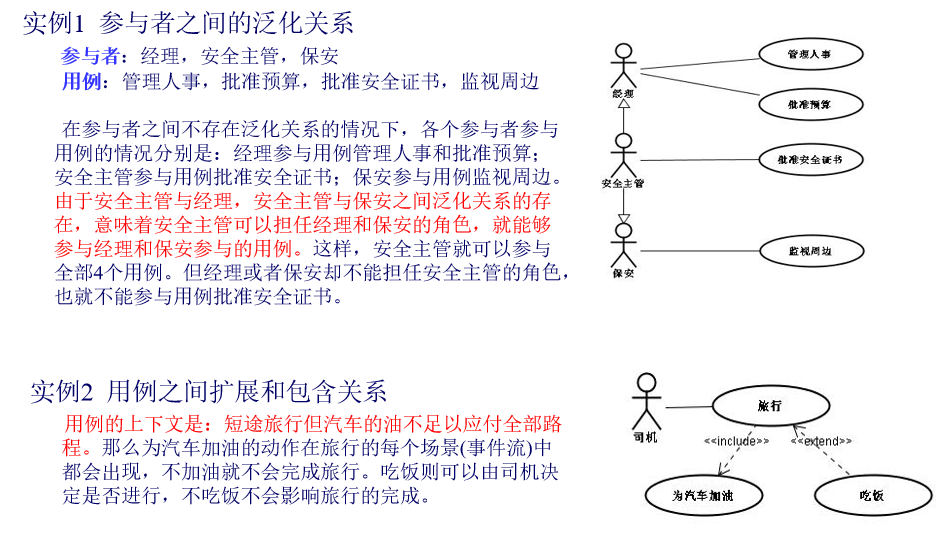 实例1 参与者之间的泛化关系
参与者：经理，安全主管，保安
用例：管理人事，批准预算，批准安全证书，监视周边
在参与者之间不存在泛化关系的情况下，各个参与者参与
用例的情况分别是：经理参与用例管理人事和批准预算；
安全主管参与用例批准安全证书；保安参与用例监视周边。
由于安全主管与经理，安全主管与保安之间泛化关系的存
在，意味着安全主管可以担任经理和保安的角色，就能够
参与经理和保安参与的用例。这样，安全主管就可以参与
全部4个用例。但经理或者保安却不能担任安全主管的角色，
也就不能参与用例批准安全证书。
管理人事
经理
批准预算
批准安全证书
安全主管
监视周边
保安
实例2 用例之间扩展和包含关系
用例的上下文是：短途旅行但汽车的油不足以应付全部路
程。那么为汽车加油的动作在旅行的每个场景(事件流)中
都会出现，不加油就不会完成旅行。吃饭则可以由司机决
定是否进行，不吃饭不会影响旅行的完成。
旅行
司机
<<include>>
<<extend>>
为汽车加油
吃饭